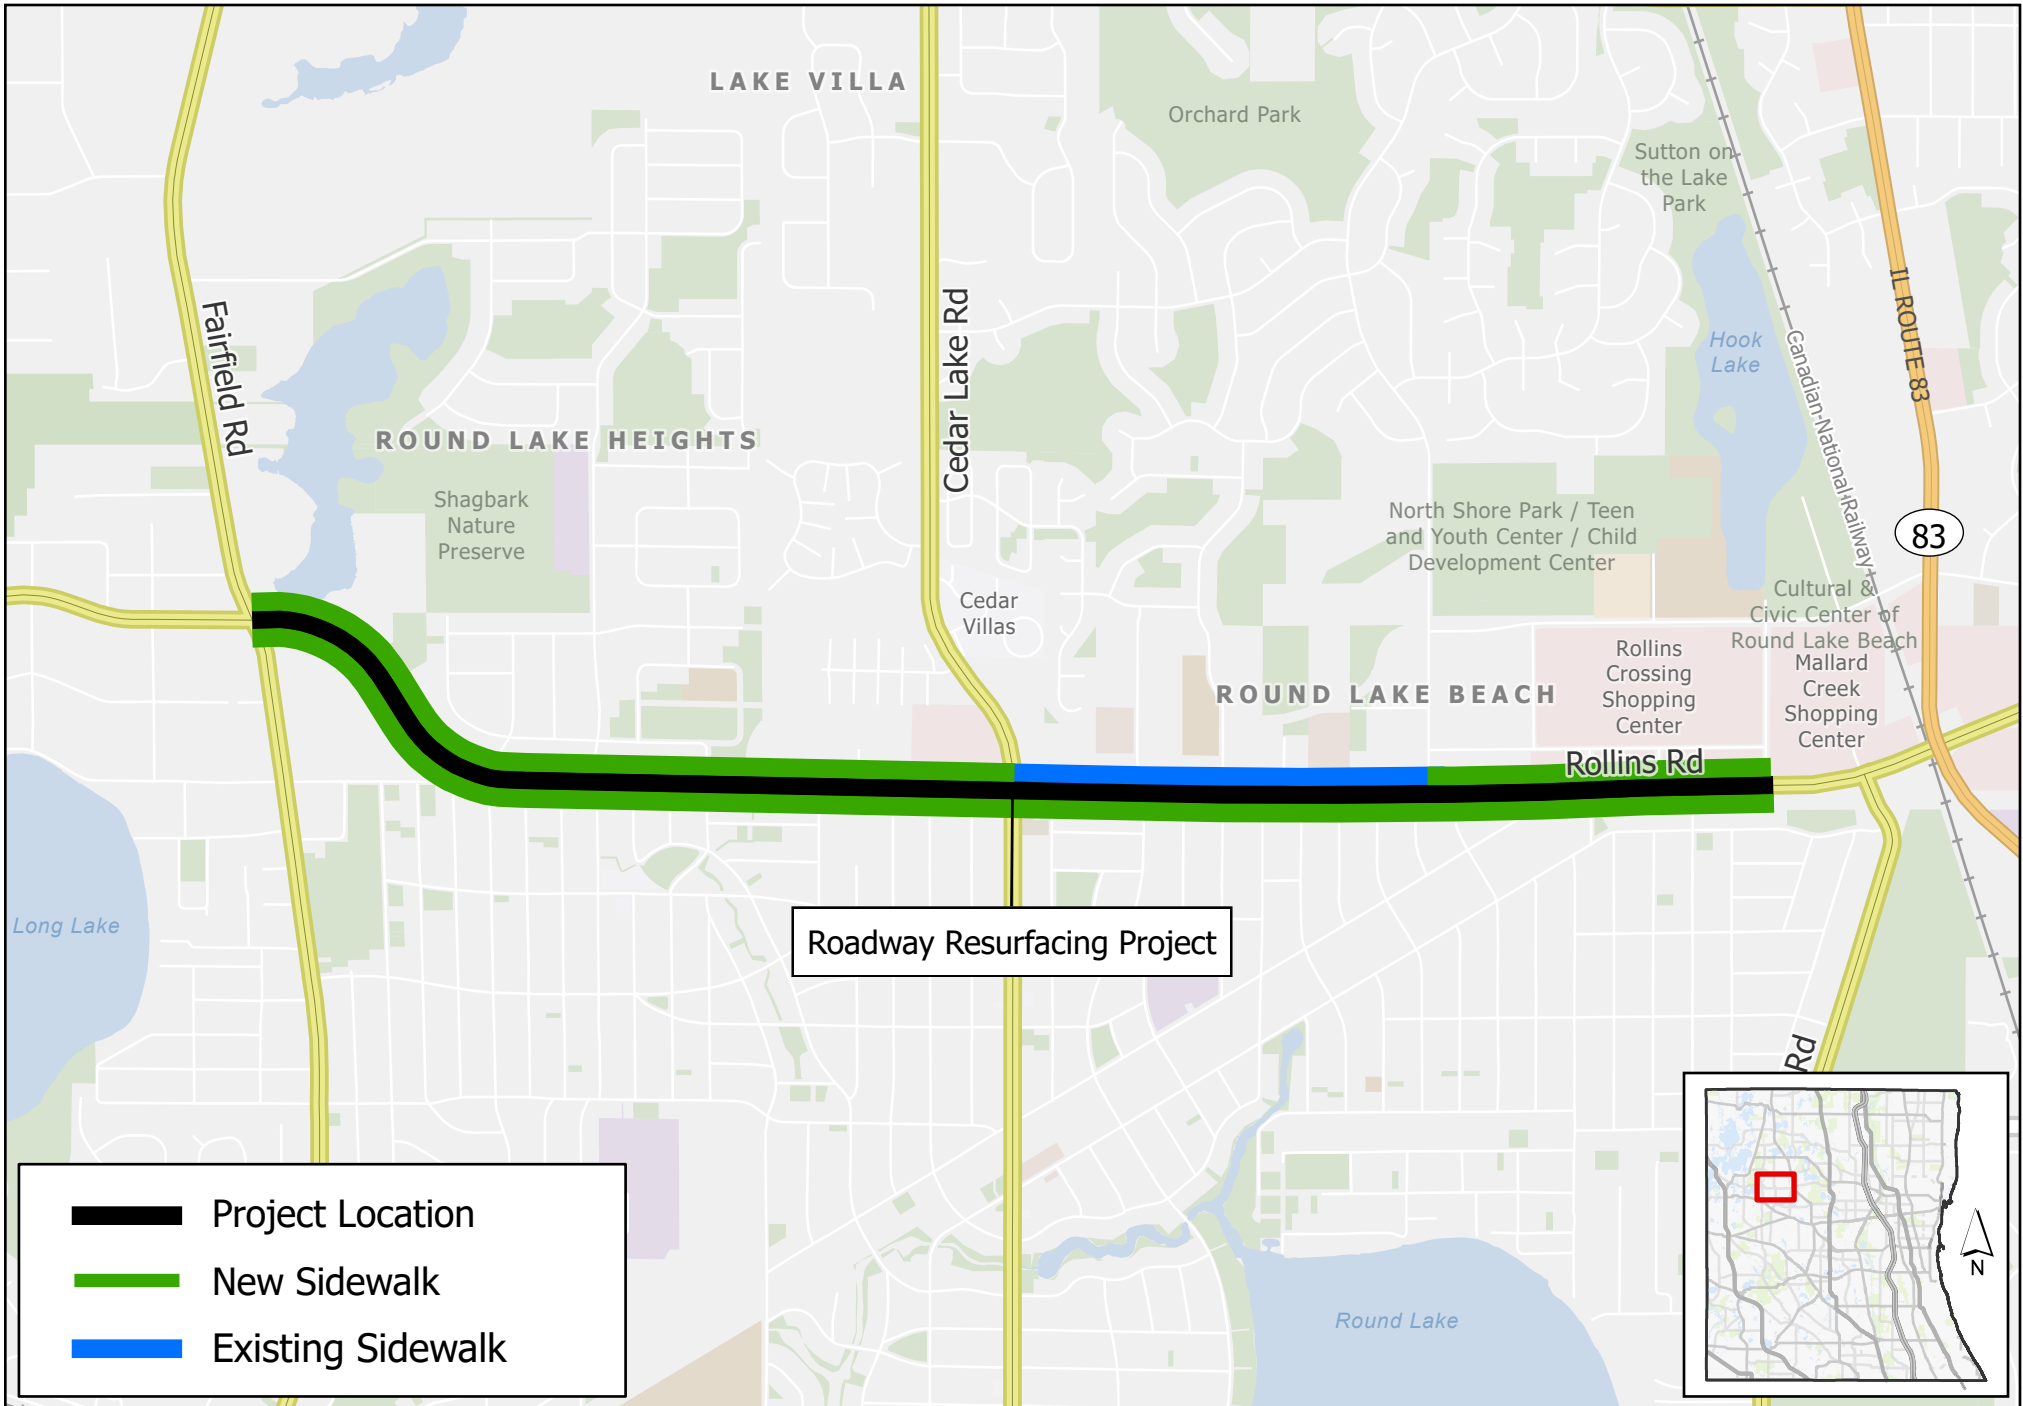 LAKE VILLA
Orchard Park
Sutton on
the Lake
Park
Fairfield Rd
Cedar Lake Rd
Hook
Lake
Canadian National Railway
IL ROUTE 83
83
ROUND LAKE HEIGHTS
Shagbark
Nature
Preserve
North Shore Park / Teen
and Youth Center / Child
Development Center
Cedar
Villas
Cultural &
Civic Center of
Round Lake Beach
Rollins
Crossing
Shopping
Center
Mallard
Creek
Shopping
Center
ROUND LAKE BEACH
Rollins Rd
Long Lake
Roadway Resurfacing Project
Rd
Round Lake
Project Location
New Sidewalk
Existing Sidewalk
N